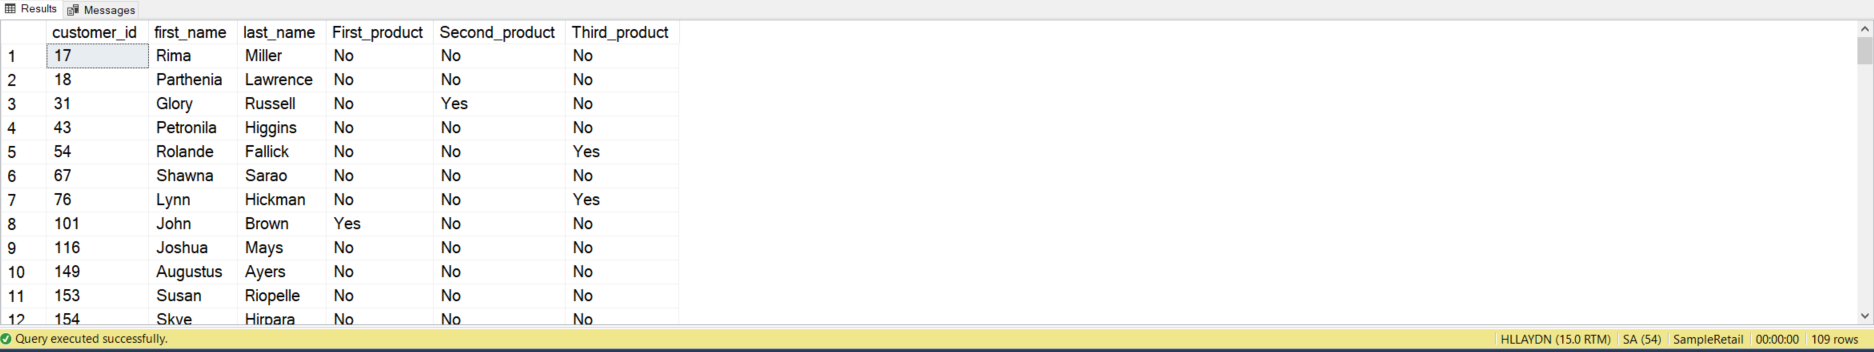 Results Messages
customer_id first_name last_name First_product Second_product Third_product
1 17 Rima Miller No No No
2 18 Parthenia Lawrence No No No
3 31 Glory Russell No Yes No
4 43 Petronila Higgins No No No
5 54 Rolande Fallick No No Yes
6 67 Shawna Sarao No No No
7 76 Lynn Hickman No No Yes
8 101 John Brown Yes No No
9 116 Joshua Mays No No No
10 149 Augustus Ayers No No No
11 153 Susan Riopelle No No No
12 154 Skye Hirpara No No No
Query executed successfully. HLLAYDN (15.0 RTM) SA (54) SampleRetail 00:00:00 109 rows